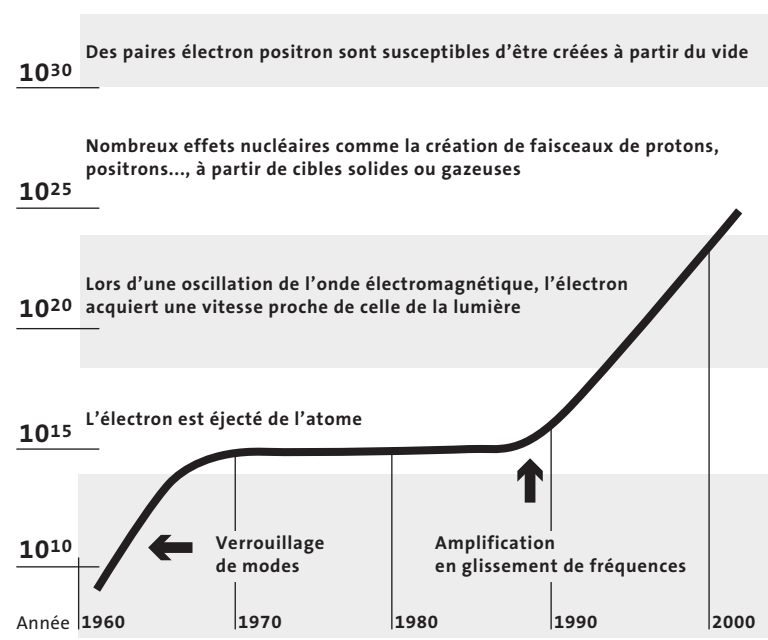 Des paires électron positron sont susceptibles d’être créées à partir du vide
10³⁰
Nombreux effets nucléaires comme la création de faisceaux de protons,
positrons..., à partir de cibles solides ou gazeuses
10²⁵
Lors d’une oscillation de l’onde électromagnétique, l’électron
acquiert une vitesse proche de celle de la lumière
10²⁰
L’électron est éjecté de l’atome
10¹⁵
Verrouillage
de modes
Amplification
en glissement de fréquences
10¹⁰
Année 1960 1970 1980 1990 2000